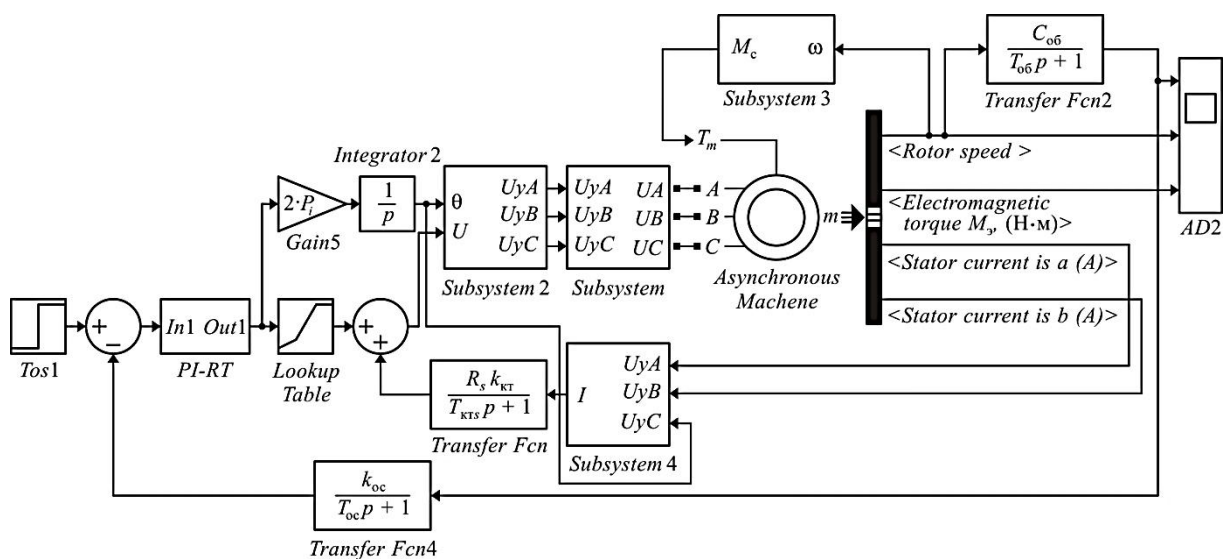 M_с ω
Subsystem 3
C_об
T_об p + 1
Transfer Fcn2
T_m
<Rotor speed >
<Electromagnetic
torque M_э, (Н·м)>
<Stator current is a (A)>
<Stator current is b (A)>
AD2
Integrator 2
2·P_i
Gain5
1
p
θ
U
UyA
UyB
UyC
Subsystem 2
UyA UA
UyB UB
UyC UC
Subsystem
A
B
C
m
Asynchronous
Machene
+
−
Tos1
In1 Out1
PI-RT
Lookup
Table
+
+
R_s k_кт
T_ктs p + 1
Transfer Fcn
I
UyA
UyB
UyC
Subsystem 4
k_ос
T_ос p + 1
Transfer Fcn4